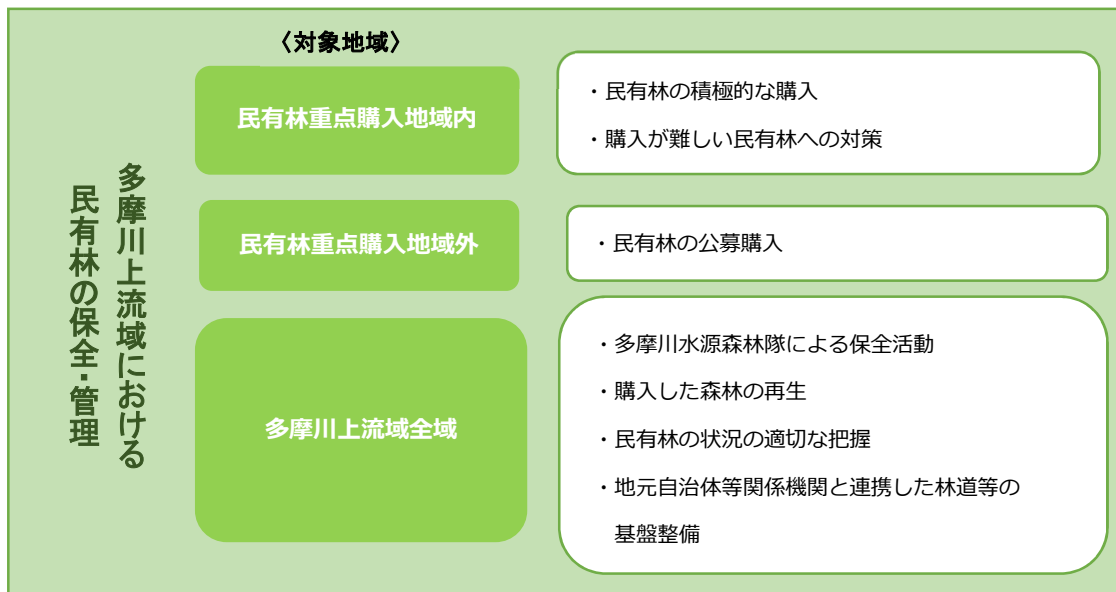 多摩川上流域における
民有林の保全・管理
〈対象地域〉
民有林重点購入地域内
・民有林の積極的な購入
・購入が難しい民有林への対策
民有林重点購入地域外
・民有林の公募購入
多摩川上流域全域
・多摩川水源森林隊による保全活動
・購入した森林の再生
・民有林の状況の適切な把握
・地元自治体等関係機関と連携した林道等の
基盤整備